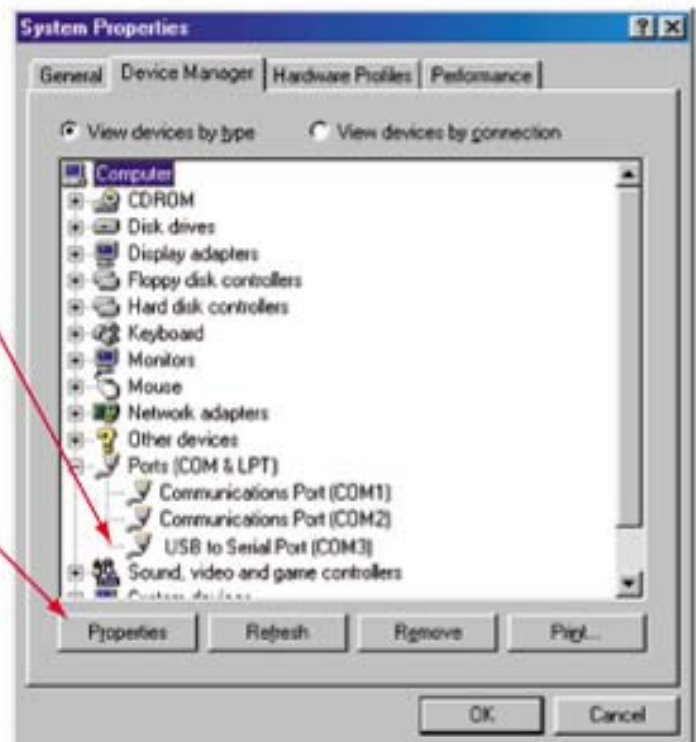 System Properties
General Device Manager Hardware Profiles Performance
View devices by type View devices by connection
Computer
CDROM
Disk drives
Display adapters
Floppy disk controllers
Hard disk controllers
Keyboard
Monitors
Mouse
Network adapters
Other devices
Ports (COM & LPT)
Communications Port (COM1)
Communications Port (COM2)
USB to Serial Port (COM3)
Sound, video and game controllers
Properties Refresh Remove Print...
OK Cancel